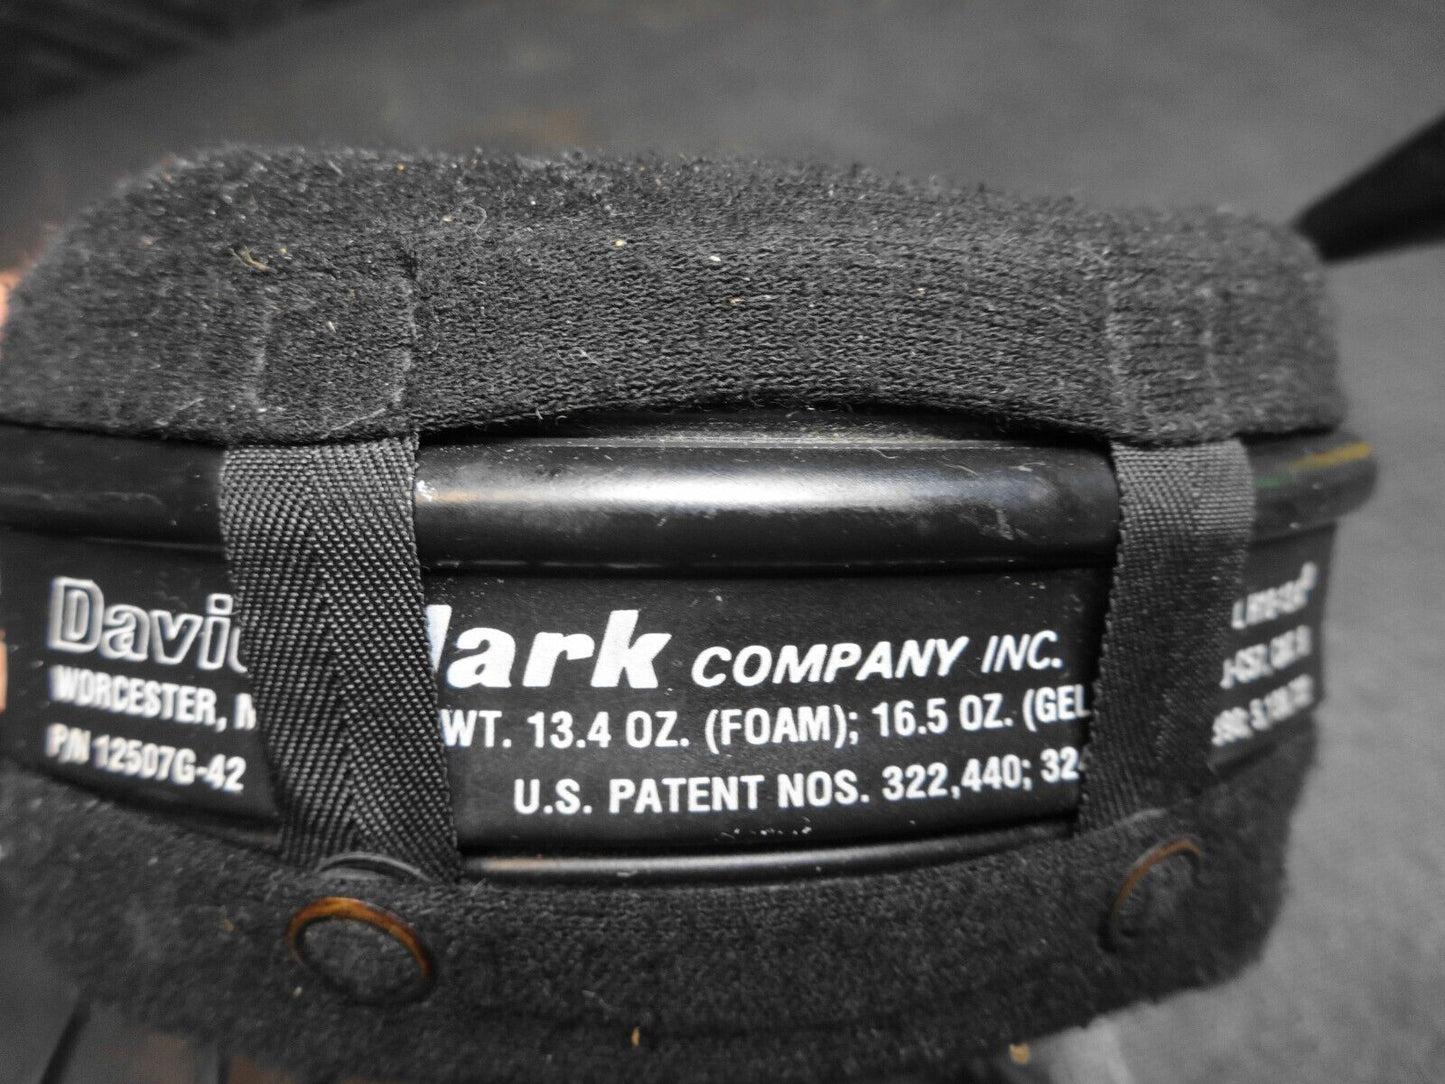 Davi lark COMPANY INC.
WORCESTER, WT. 13.4 OZ. (FOAM); 16.5 OZ. (GEL
P/N 12507G-42 U.S. PATENT NOS. 322,440; 32